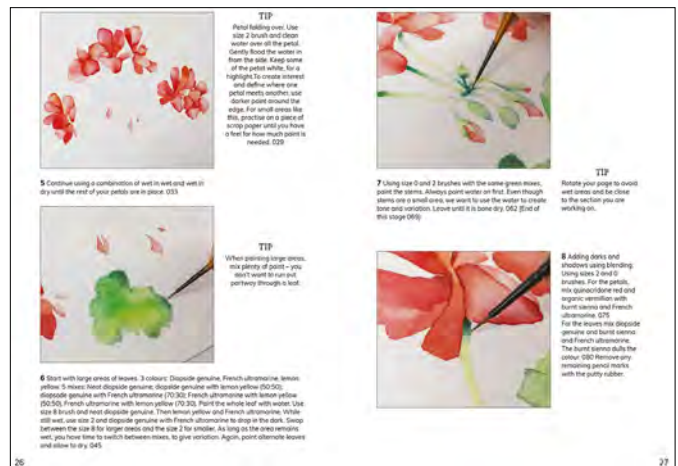 TIP
Petal folding over. Use
size 2 brush and clean
water over all the petal.
Gently flood the water in
from the side. Keep some
of the petal white, for a
highlight.To create interest
and define where one
petal meets another, use
darker paint around the
edge. For small areas like
this, practise on a piece of
scrap paper until you have
a feel for how much paint is
needed. 029
5 Continue using a combination of wet in wet and wet in
dry until the rest of your petals are in place. 033
TIP
When painting large areas,
mix plenty of paint – you
don't want to run out
partway through a leaf.
6 Start with large areas of leaves. 3 colours: Diopside genuine, French ultramarine, lemon
yellow. 5 mixes: Neat diopside genuine; diopside genuine with lemon yellow (50:50);
diopside genuine with French ultramarine (70:30); French ultramarine with lemon yellow
(50:50), French ultramarine with lemon yellow (70:30). Paint the whole leaf with water. Use
size 8 brush and neat diopside genuine. Then lemon yellow and French ultramarine. While
still wet, use size 2 and diopside genuine with French ultramarine to drop in the dark. Swap
between the size 8 for larger areas and the size 2 for smaller. As long as the area remains
wet, you have time to switch between mixes, to give variation. Again, paint alternate leaves
and allow to dry. 045
26
7 Using size 0 and 2 brushes with the same green mixes,
paint the stems. Always paint water on first. Even though
stems are a small area, we want to use the water to create
tone and variation. Leave until it is bone dry. 062 (End of
this stage 069)
TIP
Rotate your page to avoid
wet areas and be close
to the section you are
working on.
8 Adding darks and
shadows using blending.
Using sizes 2 and 0
brushes. For the petals,
mix quinacridone red and
organic vermilion with
burnt sienna and French
ultramarine. 075
For the leaves mix diopside
genuine and burnt sienna
and French ultramarine.
The burnt sienna dulls the
colour. 080 Remove any
remaining pencil marks
with the putty rubber.
27